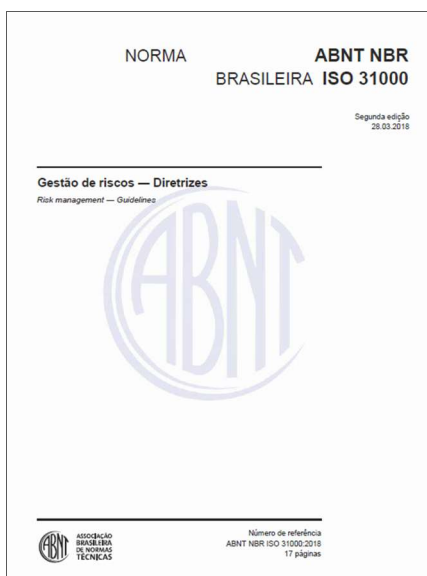 NORMA ABNT NBR
BRASILEIRA ISO 31000
Segunda edição
28.03.2018
Gestão de riscos — Diretrizes
Risk management — Guidelines
ABNT
ABNT
ASSOCIAÇÃO
BRASILEIRA
DE NORMAS
TÉCNICAS
Número de referência
ABNT NBR ISO 31000:2018
17 páginas